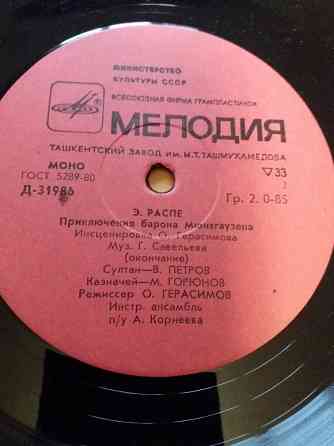 МИНИСТЕРСТВО
КУЛЬТУРЫ СССР
ВСЕСОЮЗНАЯ ФИРМА ГРАМПЛАСТИНОК
МЕЛОДИЯ
ТАШКЕНТСКИЙ ЗАВОД ИМ. М.Т. ТАШМУХАМЕДОВА
МОНО
ГОСТ 5289-80
Д-31986
▽33
2
Гр. 2. 0-85
Э. РАСПЕ
Приключения барона Мюнхгаузена
Инсценировка О. Герасимова
Муз. Г. Савельева
(окончание)
Султан—В. ПЕТРОВ
Казначей—М. ГОРЮНОВ
Режиссер О. ГЕРАСИМОВ
Инстр. ансамбль
п/у А. Корнеева